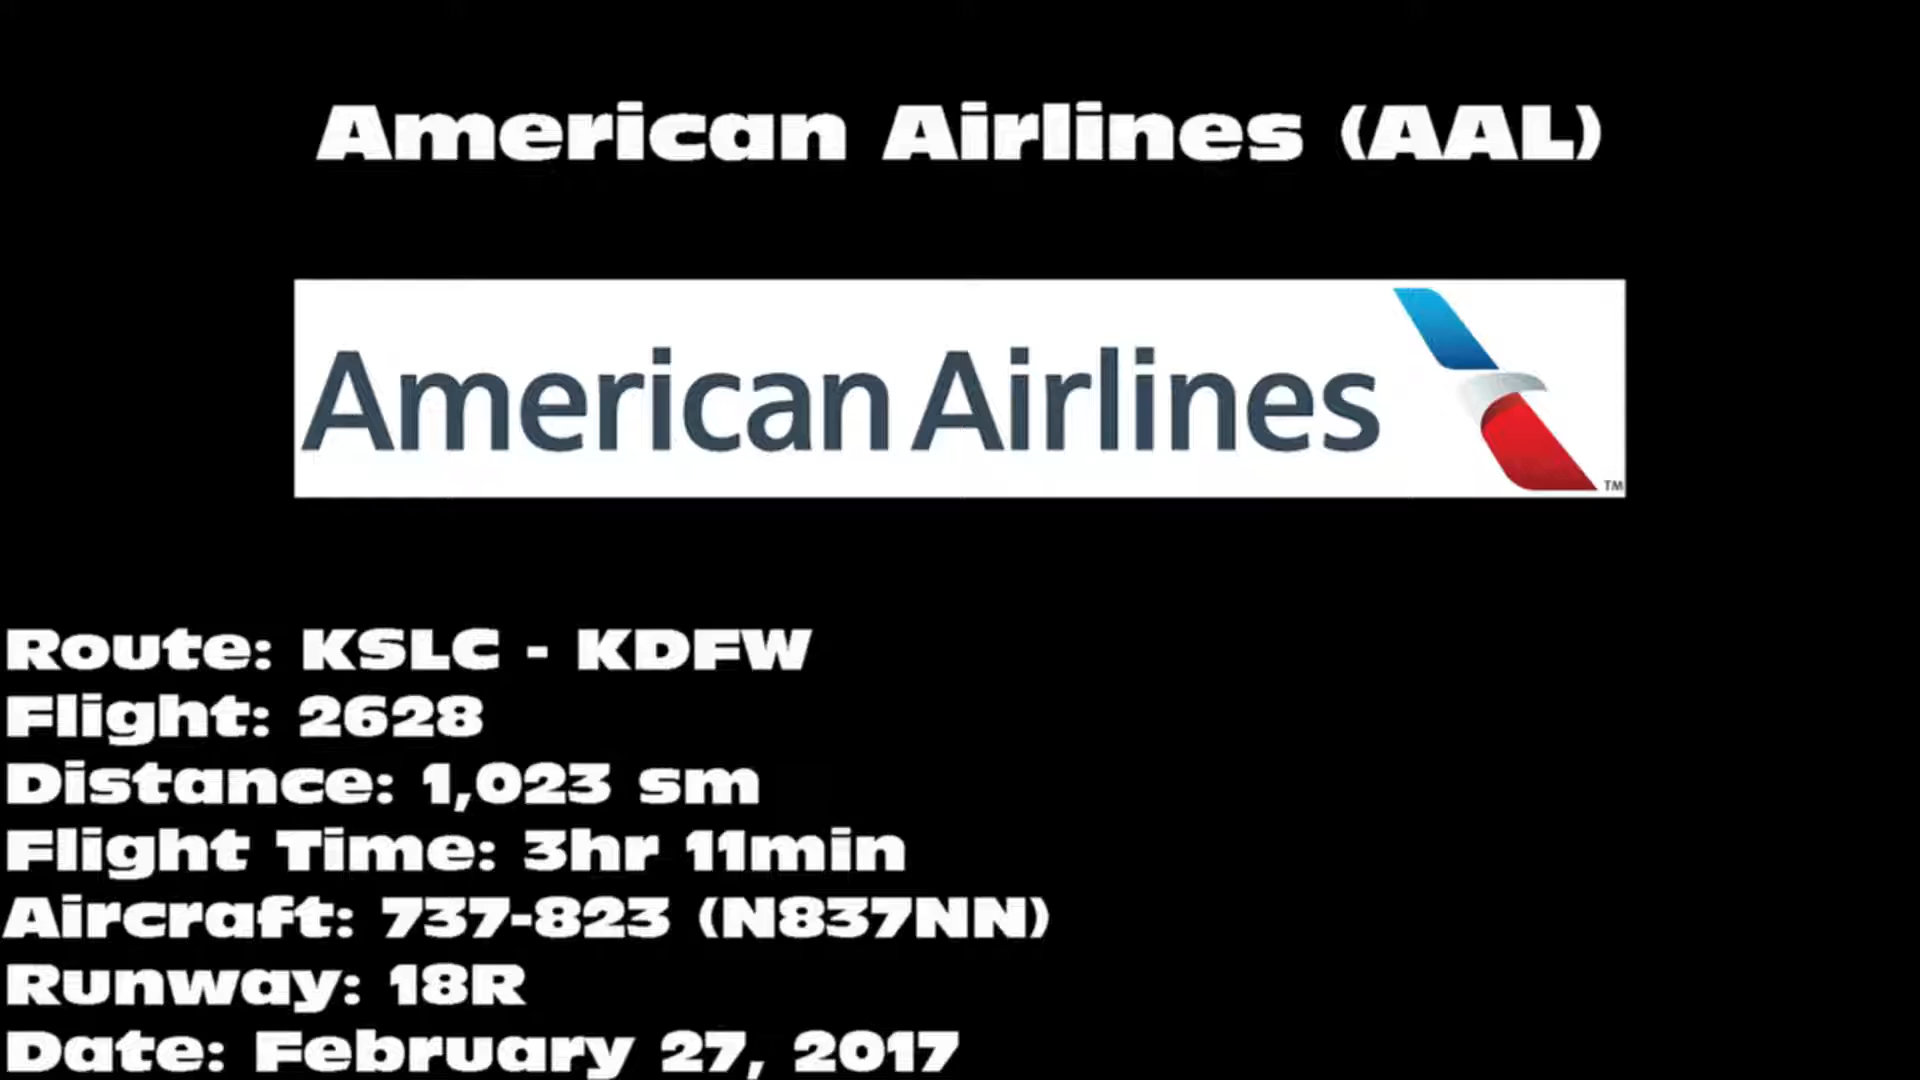 American Airlines (AAL)
American Airlines
TM
Route: KSLC - KDFW
Flight: 2628
Distance: 1,023 sm
Flight Time: 3hr 11min
Aircraft: 737-823 (N837NN)
Runway: 18R
Date: February 27, 2017